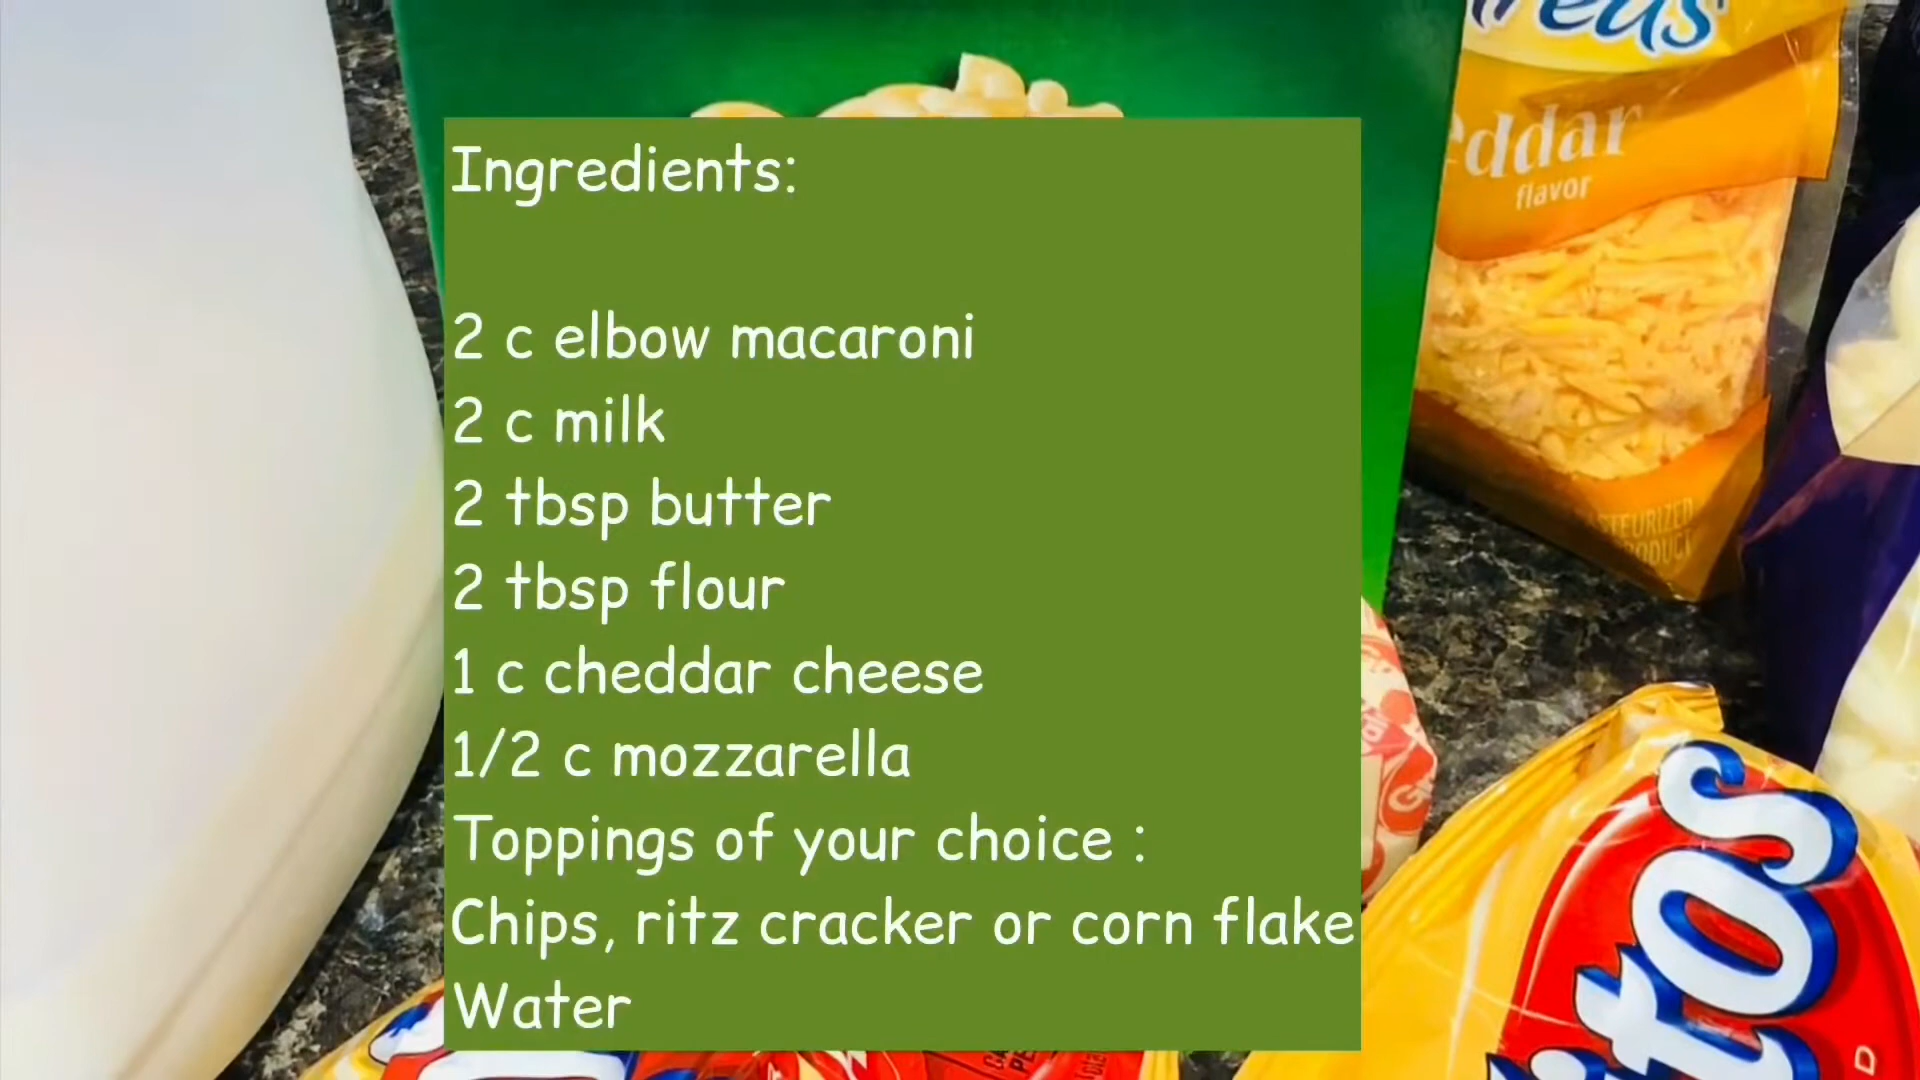 Ingredients:
2 c elbow macaroni
2 c milk
2 tbsp butter
2 tbsp flour
1 c cheddar cheese
1/2 c mozzarella
Toppings of your choice :
Chips, ritz cracker or corn flake
Water
eddar
flavor
itos